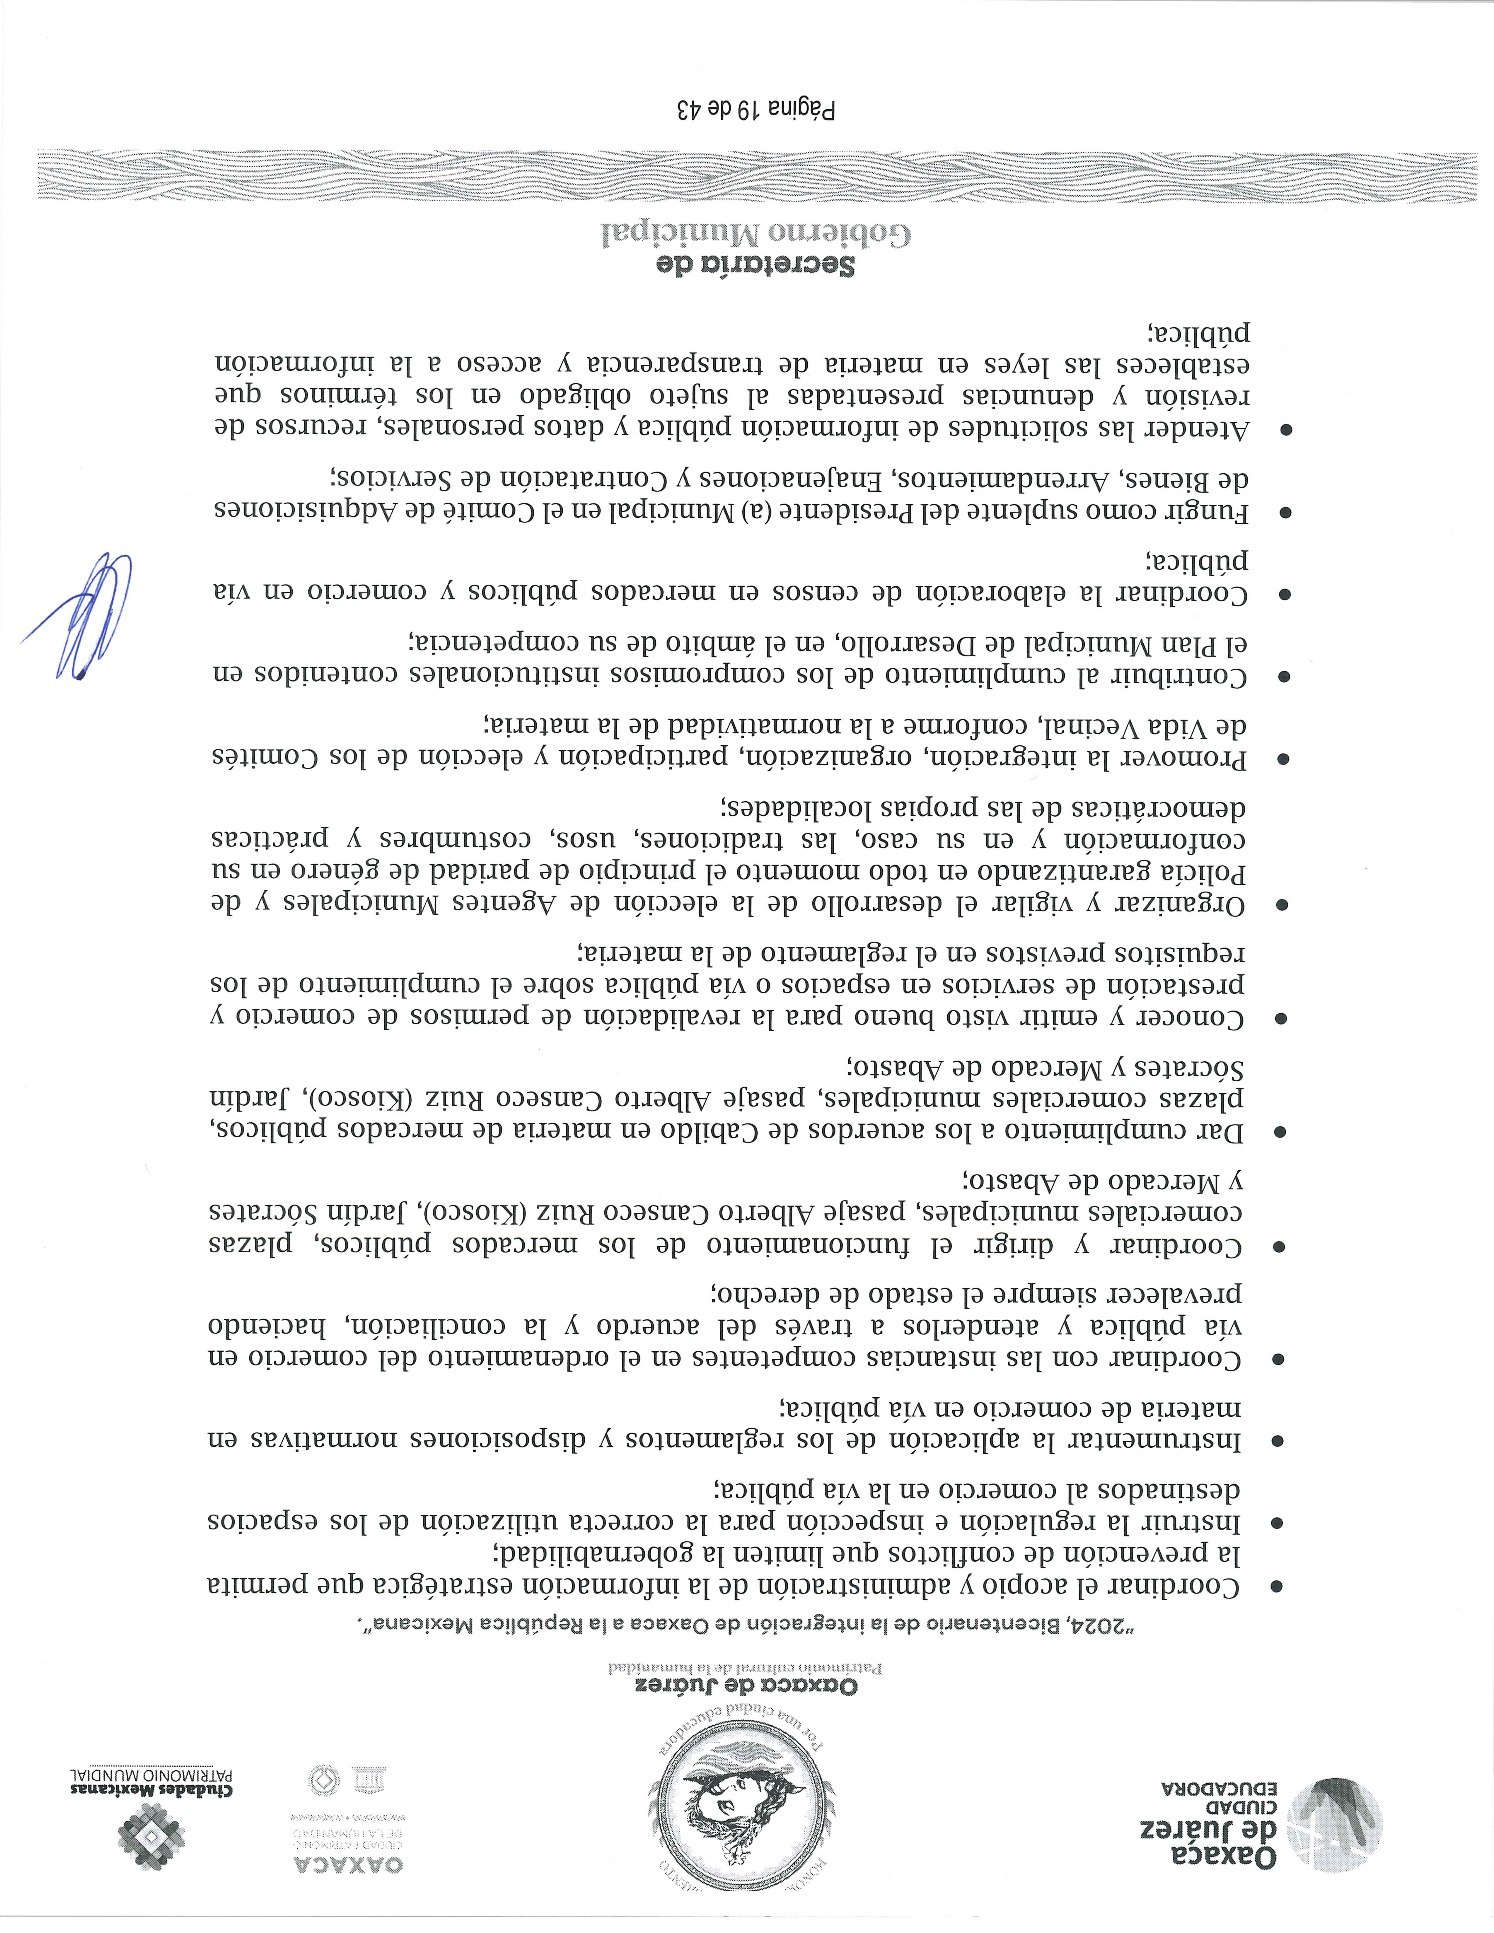 Oaxaca
de Juárez
CIUDAD
EDUCADORA
Por una ciudad educadora
Oaxaca de Juárez
Patrimonio cultural de la humanidad
OAXACA
CIUDAD PATRIMONIO
DE LA HUMANIDAD
Ciudades Mexicanas
PATRIMONIO MUNDIAL
"2024, Bicentenario de la integración de Oaxaca a la República Mexicana".
• Coordinar el acopio y administración de la información estratégica que permita
la prevención de conflictos que limiten la gobernabilidad;
• Instruir la regulación e inspección para la correcta utilización de los espacios
destinados al comercio en la vía pública;
• Instrumentar la aplicación de los reglamentos y disposiciones normativas en
materia de comercio en vía pública;
• Coordinar con las instancias competentes en el ordenamiento del comercio en
vía pública y atenderlos a través del acuerdo y la conciliación, haciendo
prevalecer siempre el estado de derecho;
• Coordinar y dirigir el funcionamiento de los mercados públicos, plazas
comerciales municipales, pasaje Alberto Canseco Ruiz (Kiosco), Jardín Sócrates
y Mercado de Abasto;
• Dar cumplimiento a los acuerdos de Cabildo en materia de mercados públicos,
plazas comerciales municipales, pasaje Alberto Canseco Ruiz (Kiosco), Jardín
Sócrates y Mercado de Abasto;
• Conocer y emitir visto bueno para la revalidación de permisos de comercio y
prestación de servicios en espacios o vía pública sobre el cumplimiento de los
requisitos previstos en el reglamento de la materia;
• Organizar y vigilar el desarrollo de la elección de Agentes Municipales y de
Policía garantizando en todo momento el principio de paridad de género en su
conformación y en su caso, las tradiciones, usos, costumbres y prácticas
democráticas de las propias localidades;
• Promover la integración, organización, participación y elección de los Comités
de Vida Vecinal, conforme a la normatividad de la materia;
• Contribuir al cumplimiento de los compromisos institucionales contenidos en
el Plan Municipal de Desarrollo, en el ámbito de su competencia;
• Coordinar la elaboración de censos en mercados públicos y comercio en vía
pública;
• Fungir como suplente del Presidente (a) Municipal en el Comité de Adquisiciones
de Bienes, Arrendamientos, Enajenaciones y Contratación de Servicios;
• Atender las solicitudes de información pública y datos personales, recursos de
revisión y denuncias presentadas al sujeto obligado en los términos que
estableces las leyes en materia de transparencia y acceso a la información
pública;
Secretaría de
Gobierno Municipal
Página 19 de 43